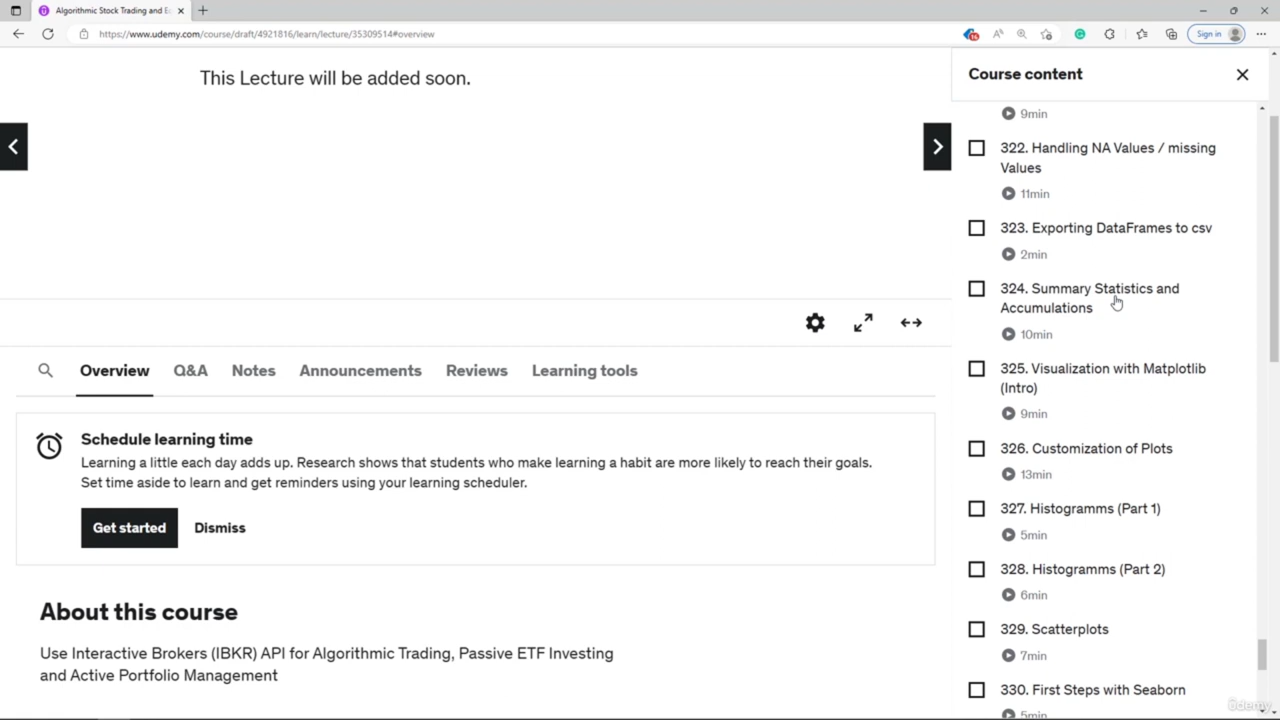 Algorithmic Stock Trading and E
https://www.udemy.com/course/draft/4921816/learn/lecture/35309514#overview
14
Sign in
This Lecture will be added soon.
Overview
Q&A
Notes
Announcements
Reviews
Learning tools
Schedule learning time
Learning a little each day adds up. Research shows that students who make learning a habit are more likely to reach their goals.
Set time aside to learn and get reminders using your learning scheduler.
Get started
Dismiss
About this course
Use Interactive Brokers (IBKR) API for Algorithmic Trading, Passive ETF Investing
and Active Portfolio Management
Course content
9min
322. Handling NA Values / missing
Values
11min
323. Exporting DataFrames to csv
2min
324. Summary Statistics and
Accumulations
10min
325. Visualization with Matplotlib
(Intro)
9min
326. Customization of Plots
13min
327. Histogramms (Part 1)
5min
328. Histogramms (Part 2)
6min
329. Scatterplots
7min
330. First Steps with Seaborn
5min
ûdemy